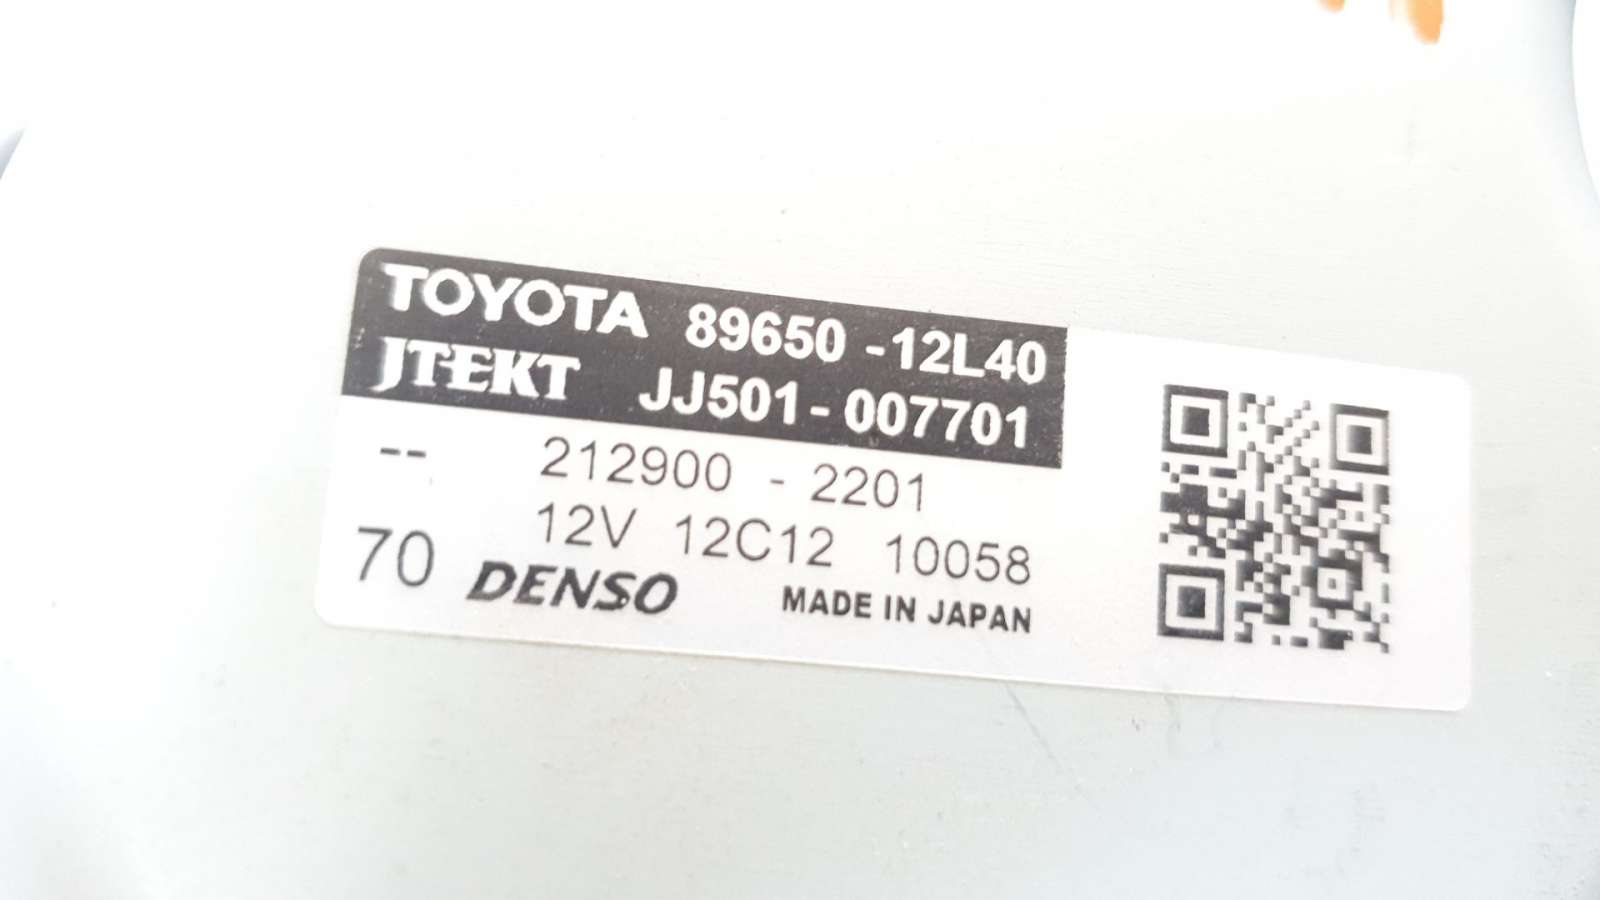 TOYOTA 89650-12L40
JTEKT JJ501-007701
-- 212900-2201
12V 12C12 10058
70 DENSO MADE IN JAPAN